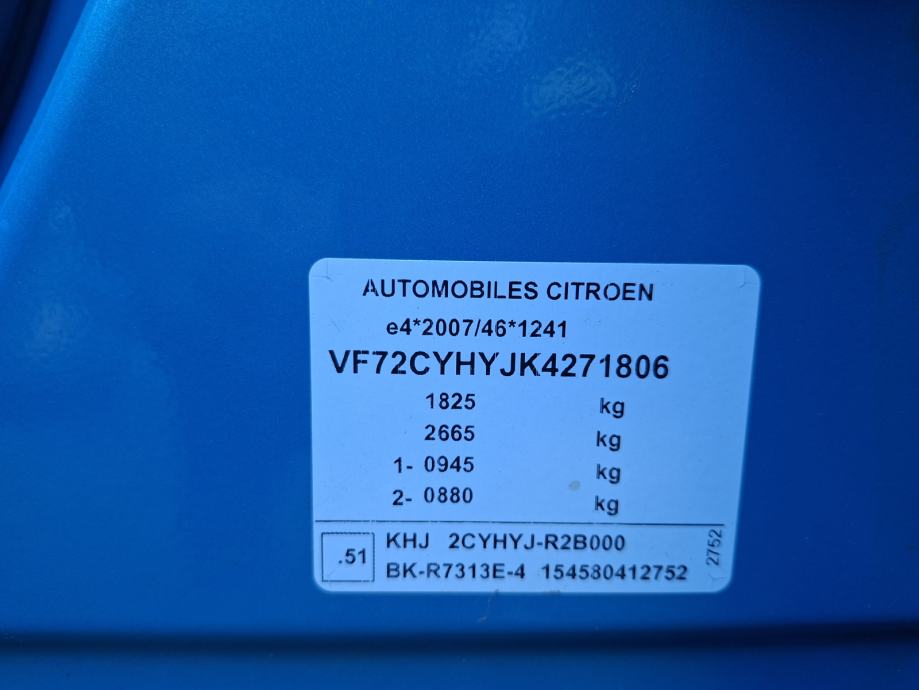 AUTOMOBILES CITROEN
e4*2007/46*1241
VF72CYHYJK4271806
1825 kg
2665 kg
1- 0945 kg
2- 0880 kg
.51
KHJ 2CYHYJ-R2B000
BK-R7313E-4 154580412752
2752